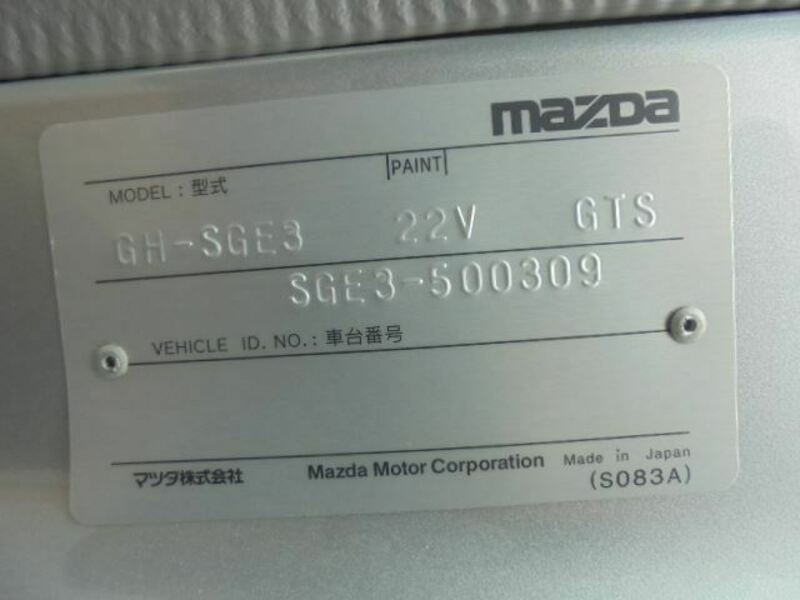 mazda
MODEL : 型式 PAINT
GH-SGE3 22V GTS
SGE3-500309
VEHICLE ID. NO. : 車台番号
マツダ株式会社 Mazda Motor Corporation Made in Japan
(S083A)